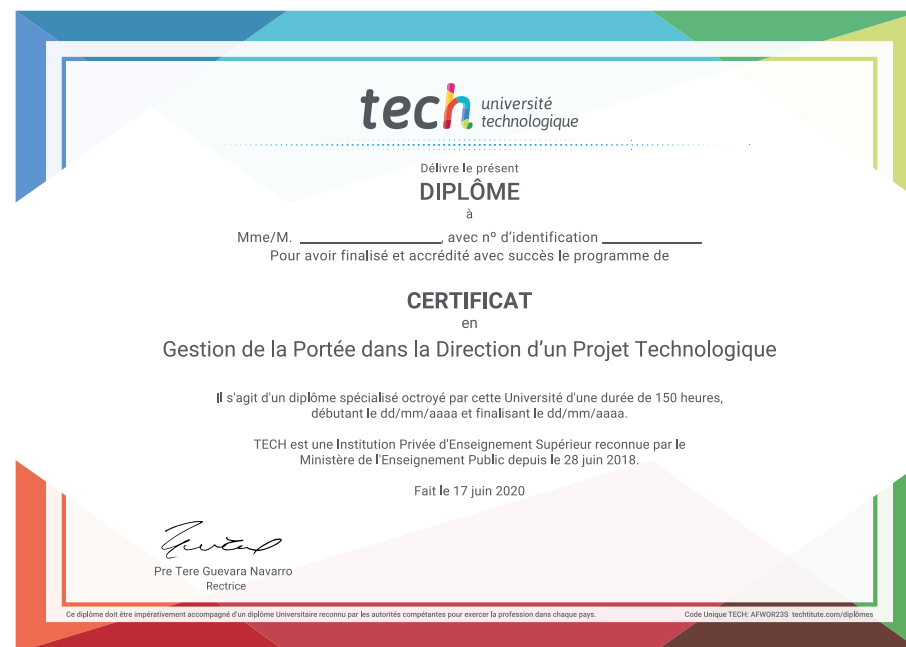 tech université
technologique
Délivre le présent
DIPLÔME
à
Mme/M. ____________________, avec nº d'identification ______________
Pour avoir finalisé et accrédité avec succès le programme de
CERTIFICAT
en
Gestion de la Portée dans la Direction d'un Projet Technologique
Il s'agit d'un diplôme spécialisé octroyé par cette Université d'une durée de 150 heures,
débutant le dd/mm/aaaa et finalisant le dd/mm/aaaa.
TECH est une Institution Privée d'Enseignement Supérieur reconnue par le
Ministère de l'Enseignement Public depuis le 28 juin 2018.
Fait le 17 juin 2020
Pre Tere Guevara Navarro
Rectrice
Ce diplôme doit être impérativement accompagné d'un diplôme Universitaire reconnu par les autorités compétantes pour exercer la profession dans chaque pays.
Code Unique TECH: AFWOR23S techtitute.com/diplômes